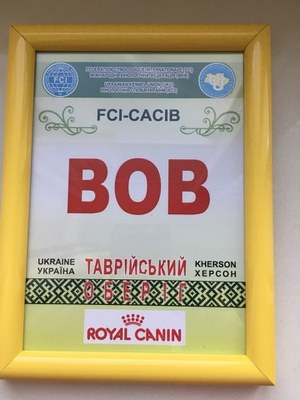 FCI
FCI-CACIB
BOB
UKRAINE
УКРАЇНА
ТАВРІЙСЬКИЙ
ОБЕРІГ
KHERSON
ХЕРСОН
ROYAL CANIN